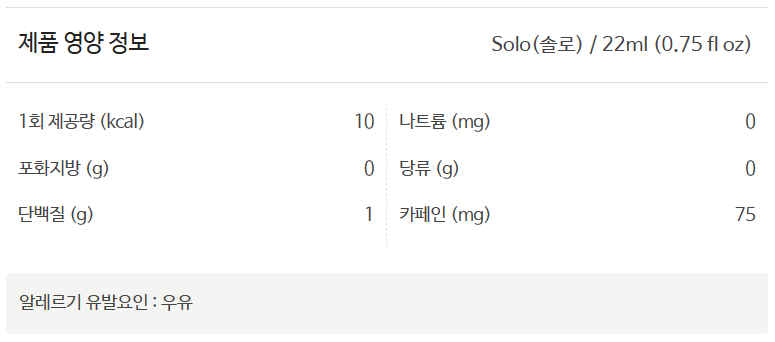 제품 영양 정보 Solo(솔로) / 22ml (0.75 fl oz)
1회 제공량 (kcal) 10 나트륨 (mg) 0
포화지방 (g) 0 당류 (g) 0
단백질 (g) 1 카페인 (mg) 75
알레르기 유발요인 : 우유